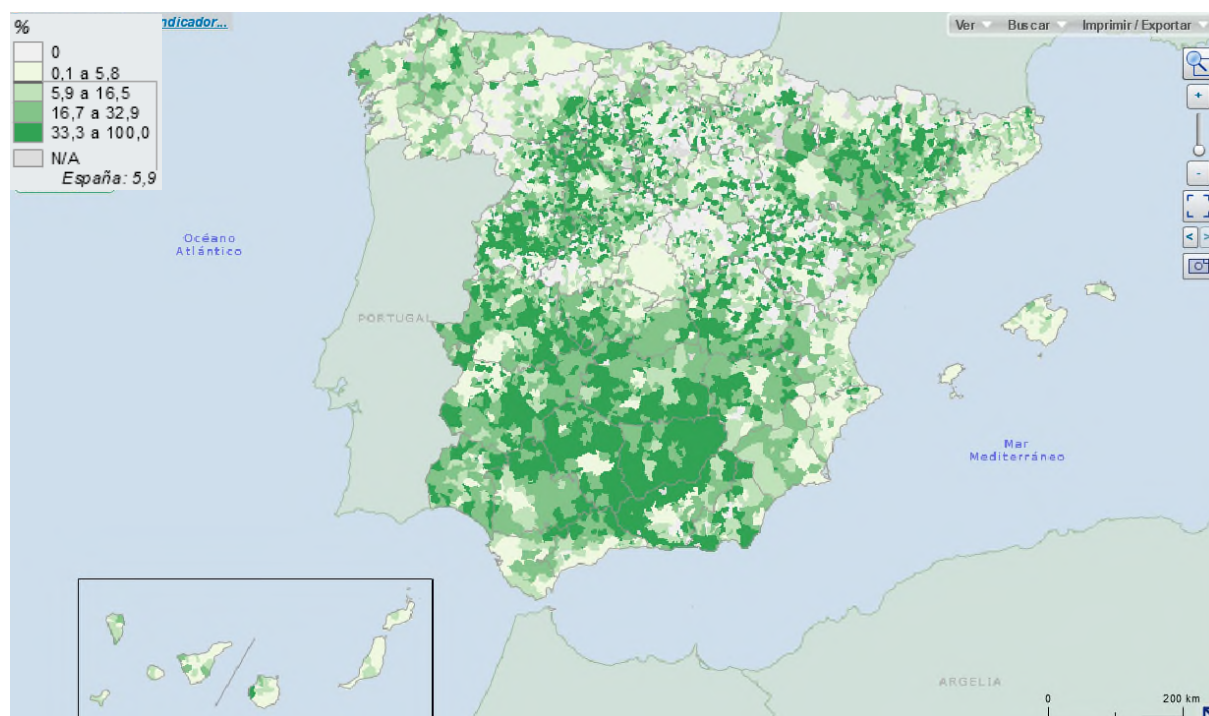 %
ndicador...
Ver Buscar Imprimir / Exportar
0
0,1 a 5,8
5,9 a 16,5
16,7 a 32,9
33,3 a 100,0
N/A
España: 5,9
+
-
< >
Océano
Atlántico
PORTUGAL
Mar
Mediterráneo
ARGELIA
0 200 km